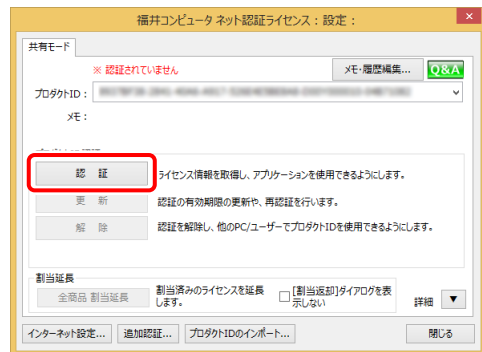 福井コンピュータ ネット認証ライセンス：設定：
共有モード
※ 認証されていません
メモ・履歴編集...
Q&A
プロダクトID：
メモ：
認 証
ライセンス情報を取得し、アプリケーションを使用できるようにします。
更 新
認証の有効期限の更新や、再認証を行います。
解 除
認証を解除し、他のPC/ユーザーでプロダクトIDを使用できるようにします。
割当延長
全商品 割当延長
割当済みのライセンスを延長
します。
[割当返却]ダイアログを表
示しない
詳細 ▼
インターネット設定...
追加認証...
プロダクトIDのインポート...
閉じる